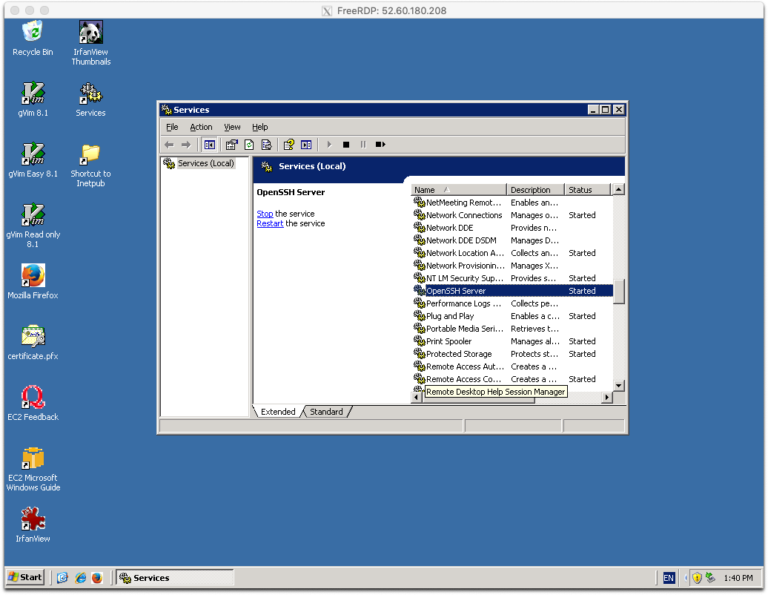 FreeRDP: 52.60.180.208
Recycle Bin
IrfanView
Thumbnails
gVim 8.1
Services
gVim Easy 8.1
Shortcut to
Inetpub
gVim Read only
8.1
Mozilla Firefox
certificate.pfx
EC2 Feedback
EC2 Microsoft
Windows Guide
IrfanView
Services
File Action View Help
Services (Local)
Services (Local)
OpenSSH Server
Stop the service
Restart the service
Name Description Status
NetMeeting Remot... Enables an...
Network Connections Manages o... Started
Network DDE Provides n...
Network DDE DSDM Manages D...
Network Location A... Collects an... Started
Network Provisionin... Manages X...
NT LM Security Sup... Provides s... Started
OpenSSH Server Started
Performance Logs ... Collects pe...
Plug and Play Enables a c... Started
Portable Media Seri... Retrieves t...
Print Spooler Manages al... Started
Protected Storage Protects st... Started
Remote Access Aut... Creates a ...
Remote Access Co... Creates a ... Started
Remote Desktop Help Session Manager
Extended Standard
Start
Services
EN
1:40 PM